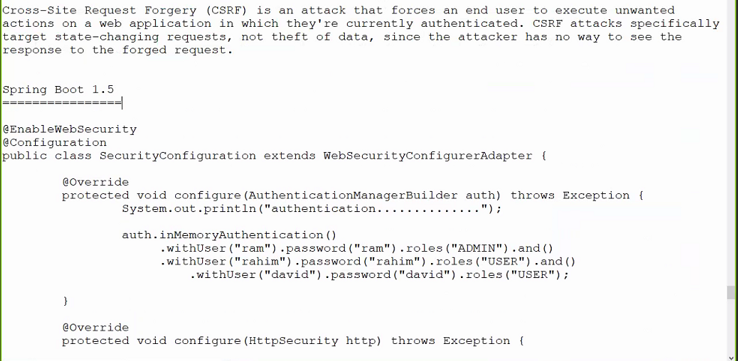 Cross-Site Request Forgery (CSRF) is an attack that forces an end user to execute unwanted
actions on a web application in which they're currently authenticated. CSRF attacks specifically
target state-changing requests, not theft of data, since the attacker has no way to see the
response to the forged request.
Spring Boot 1.5
================
@EnableWebSecurity
@Configuration
public class SecurityConfiguration extends WebSecurityConfigurerAdapter {
@Override
protected void configure(AuthenticationManagerBuilder auth) throws Exception {
System.out.println("authentication..............");
auth.inMemoryAuthentication()
.withUser("ram").password("ram").roles("ADMIN").and()
.withUser("rahim").password("rahim").roles("USER").and()
.withUser("david").password("david").roles("USER");
}
@Override
protected void configure(HttpSecurity http) throws Exception {